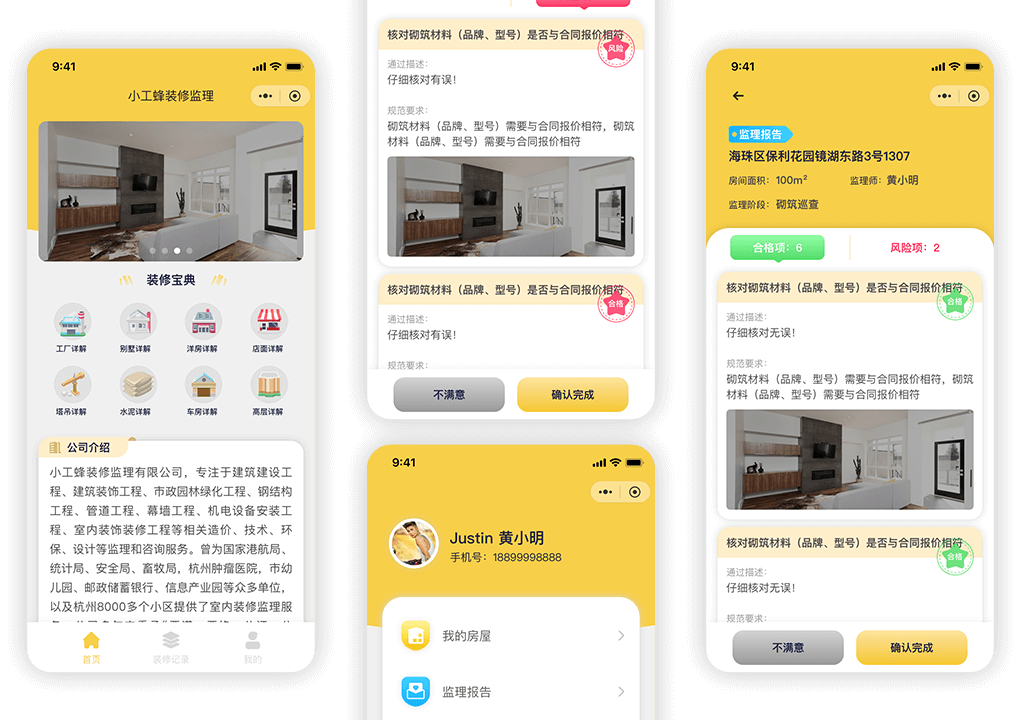 9:41
小工蜂装修监理
装修宝典
工厂详解
别墅详解
洋房详解
店面详解
塔吊详解
水泥详解
车房详解
高层详解
公司介绍
小工蜂装修监理有限公司，专注于建筑建设工
程、建筑装饰工程、市政园林绿化工程、钢结构
工程、管道工程、幕墙工程、机电设备安装工
程、室内装饰装修工程等相关造价、技术、环
保、设计等监理和咨询服务。曾为国家港航局、
统计局、安全局、畜牧局，杭州肿瘤医院，市幼
儿园、邮政储蓄银行、信息产业园等众多单位，
以及杭州8000多个小区提供了室内装修监理服
首页
装修记录
我的
核对砌筑材料（品牌、型号）是否与合同报价相符
风险
通过描述：
仔细核对有误！
规范要求：
砌筑材料（品牌、型号）需要与合同报价相符，砌筑
材料（品牌、型号）需要与合同报价相符
核对砌筑材料（品牌、型号）是否与合同报价相符
合格
通过描述：
仔细核对有误！
规范要求：
不满意
确认完成
9:41
Justin 黄小明
手机号：18899998888
我的房屋
监理报告
9:41
监理报告
海珠区保利花园镜湖东路3号1307
房间面积：100m²
监理师：黄小明
监理阶段：砌筑巡查
合格项：6
风险项：2
核对砌筑材料（品牌、型号）是否与合同报价相符
合格
通过描述：
仔细核对无误！
规范要求：
砌筑材料（品牌、型号）需要与合同报价相符，砌筑
材料（品牌、型号）需要与合同报价相符
核对砌筑材料（品牌、型号）是否与合同报价相符
合格
通过描述：
仔细核对无误！
规范要求：
不满意
确认完成